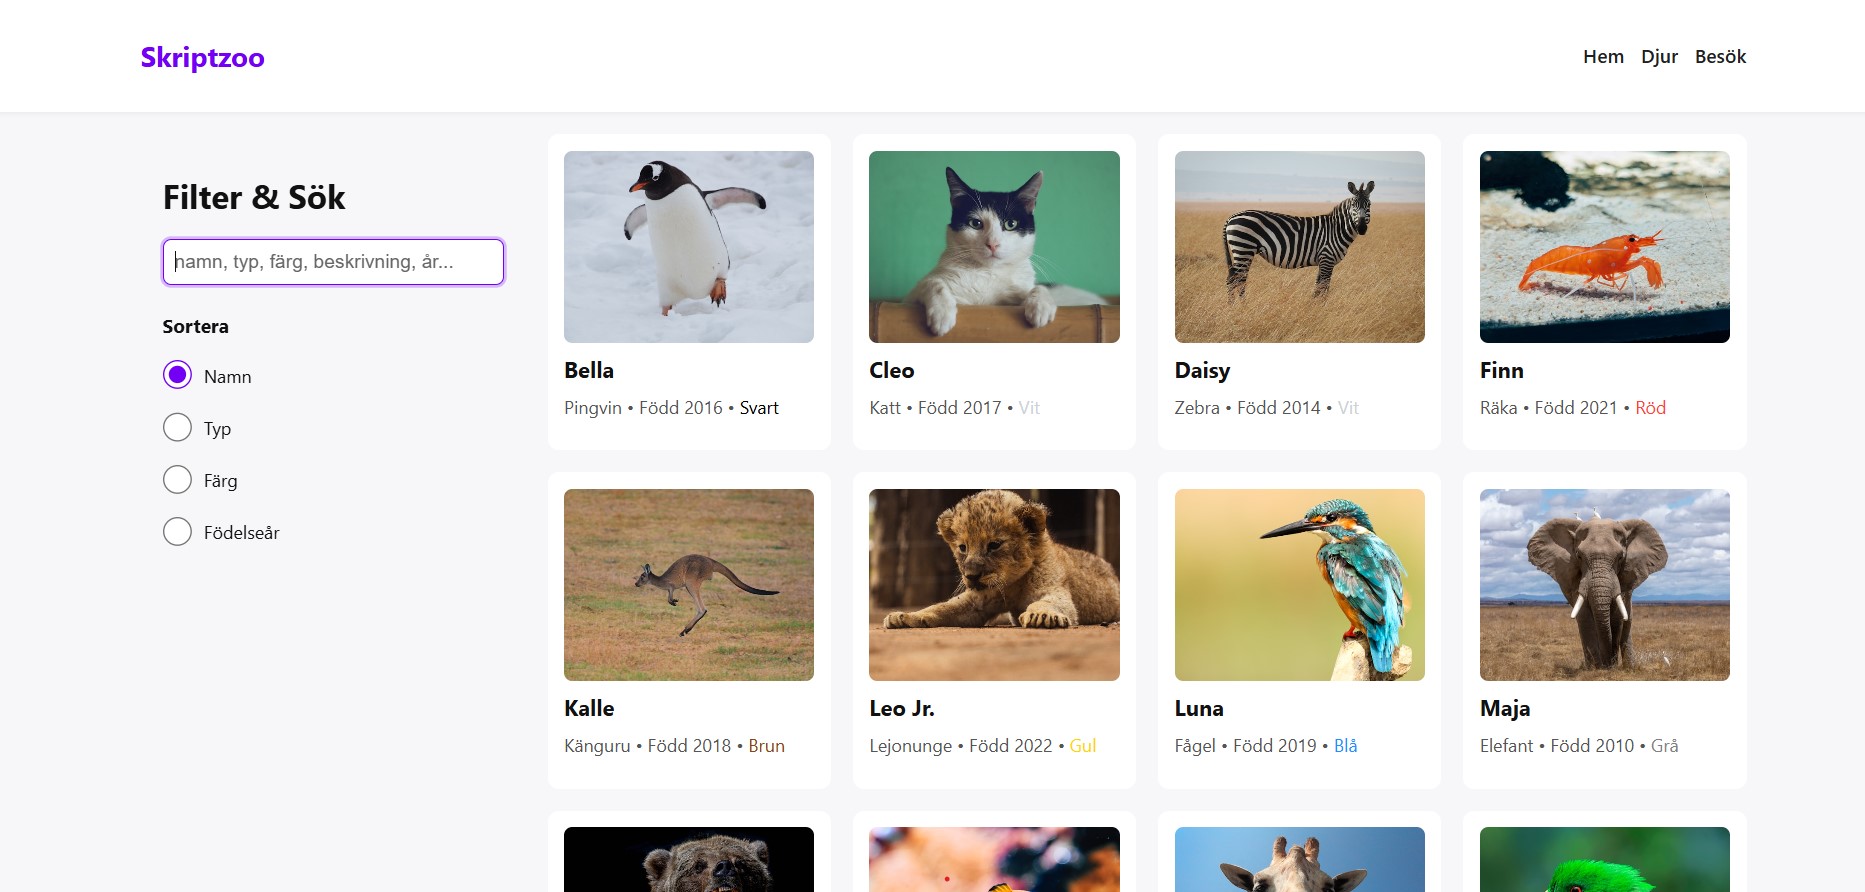 Skriptzoo
Hem Djur Besök
Filter & Sök
namn, typ, färg, beskrivning, år...
Sortera
Namn
Typ
Färg
Födelseår
Bella
Pingvin • Född 2016 • Svart
Cleo
Katt • Född 2017 • Vit
Daisy
Zebra • Född 2014 • Vit
Finn
Räka • Född 2021 • Röd
Kalle
Känguru • Född 2018 • Brun
Leo Jr.
Lejonunge • Född 2022 • Gul
Luna
Fågel • Född 2019 • Blå
Maja
Elefant • Född 2010 • Grå